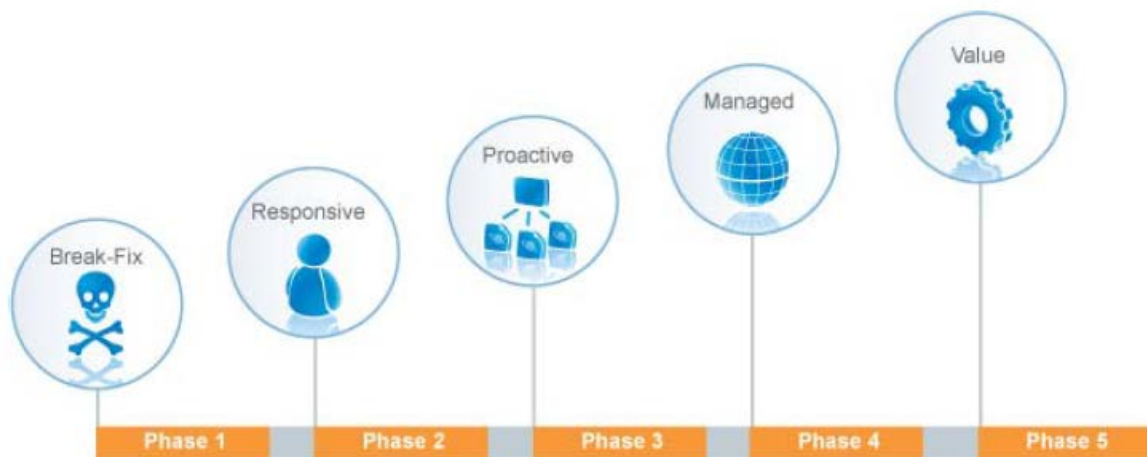 Value
Managed
Proactive
Responsive
Break-Fix
Phase 1
Phase 2
Phase 3
Phase 4
Phase 5